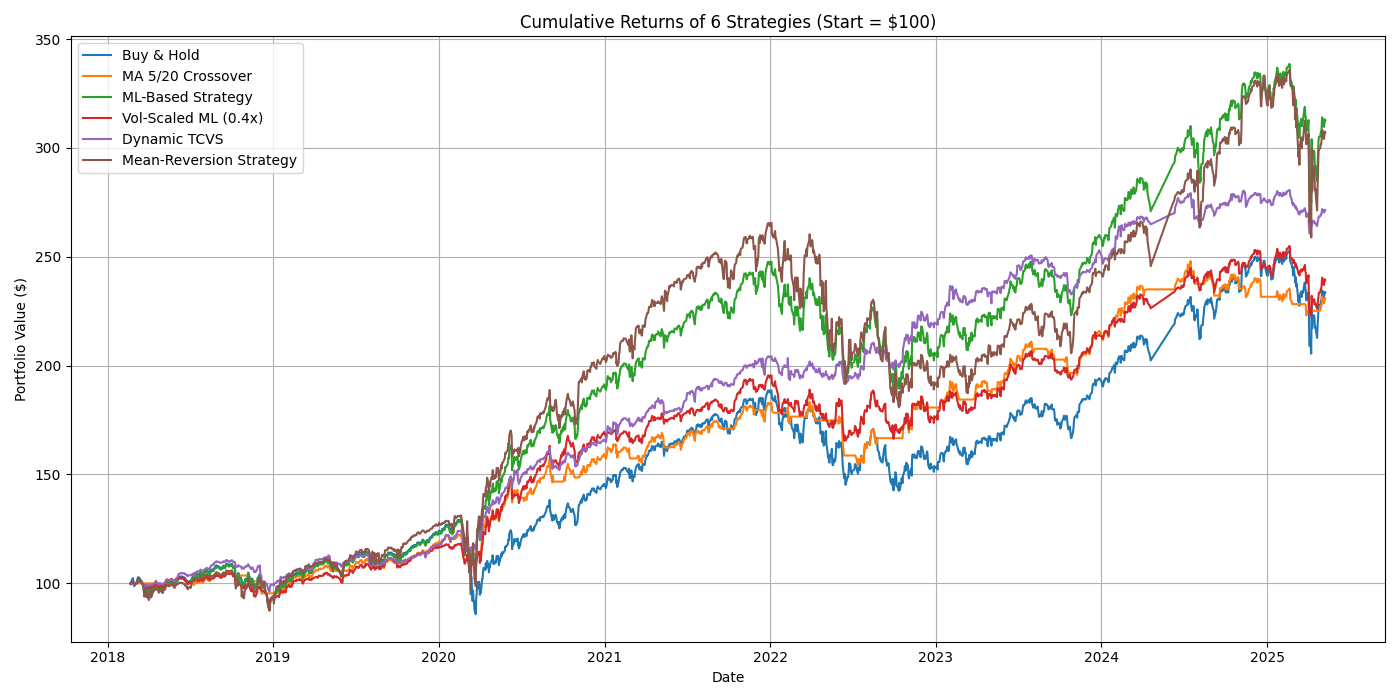 Cumulative Returns of 6 Strategies (Start = $100)
350
300
250
200
150
100
Portfolio Value ($)
Buy & Hold
MA 5/20 Crossover
ML-Based Strategy
Vol-Scaled ML (0.4x)
Dynamic TCVS
Mean-Reversion Strategy
2018 2019 2020 2021 2022 2023 2024 2025
Date